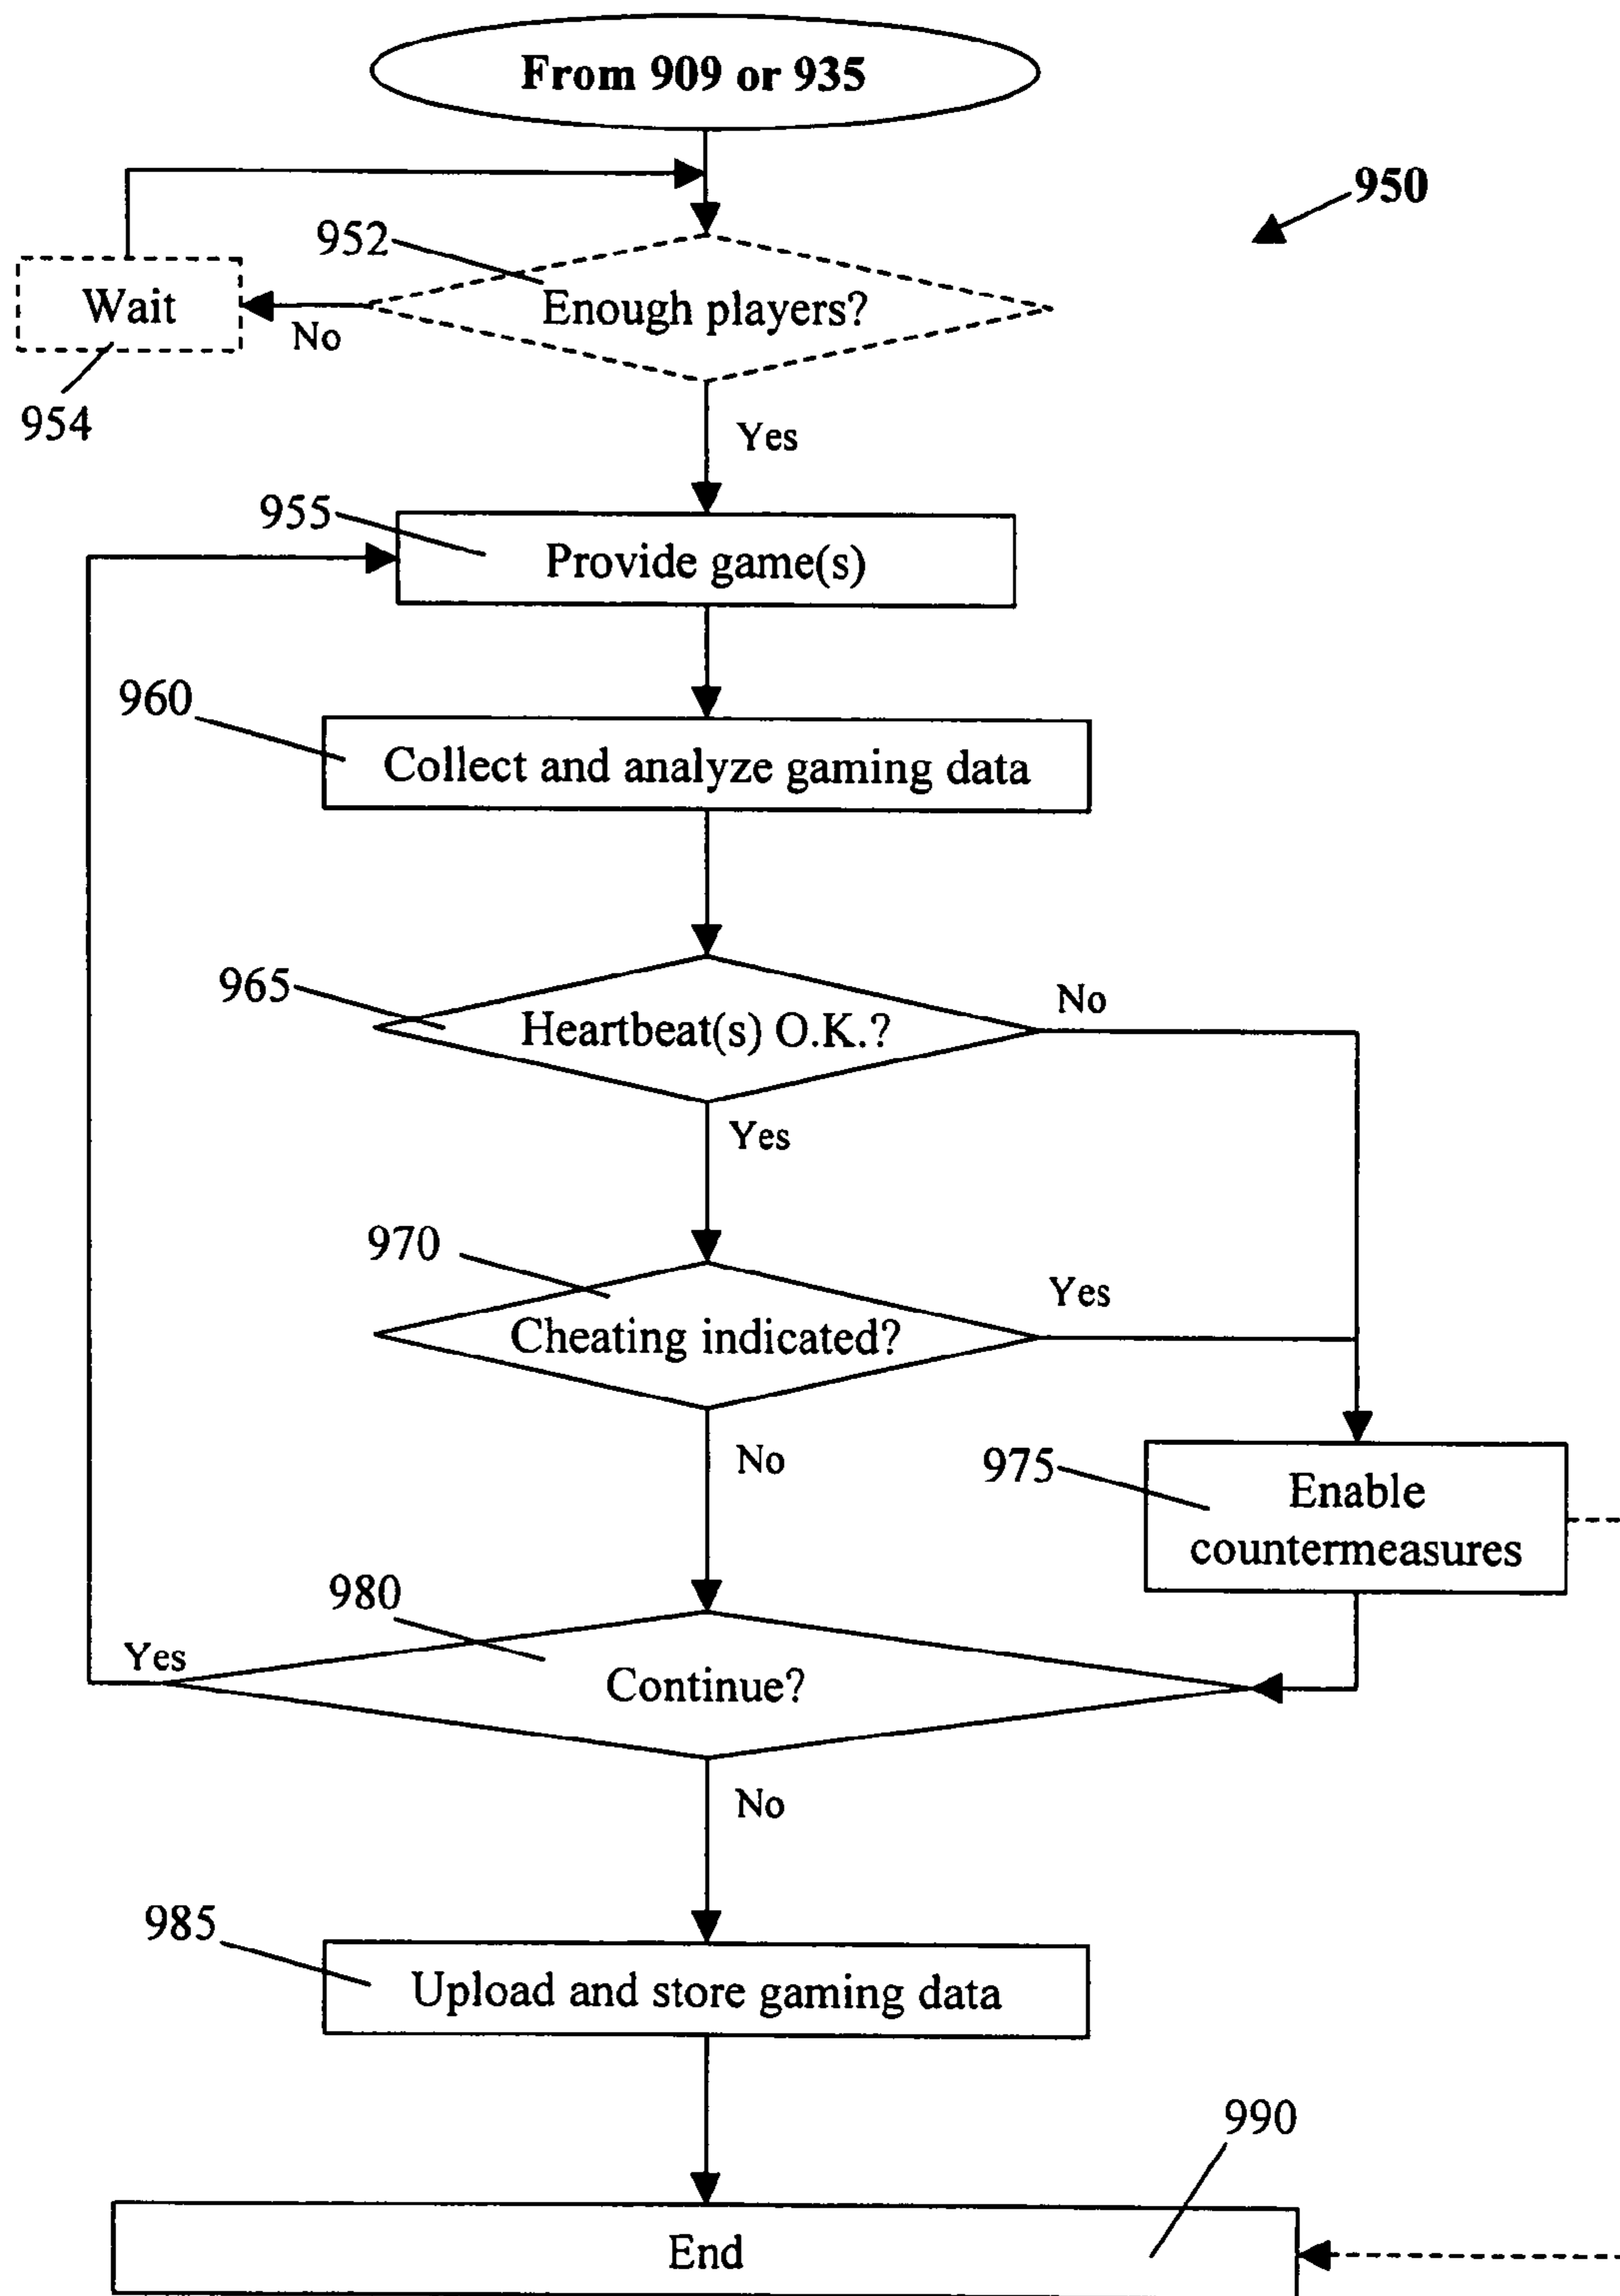 From 909 or 935
950
952
Enough players?
Wait
No
954
Yes
955
Provide game(s)
960
Collect and analyze gaming data
965
No
Heartbeat(s) O.K.?
Yes
970
Yes
Cheating indicated?
No
975
Enable
countermeasures
980
Yes
Continue?
No
985
Upload and store gaming data
990
End